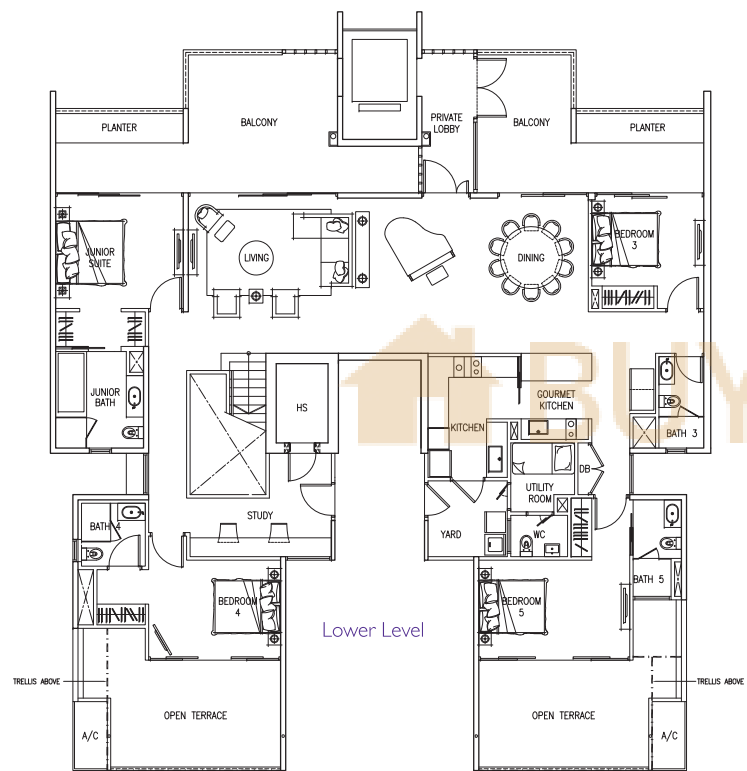 PLANTER
BALCONY
PRIVATE
LOBBY
BALCONY
PLANTER
JUNIOR
SUITE
LIVING
DINING
BEDROOM
3
JUNIOR
BATH
HS
KITCHEN
GOURMET
KITCHEN
BUY
BATH 3
UTILITY
ROOM
DB
STUDY
YARD
WC
BATH 4
BATH 5
BEDROOM
4
BEDROOM
5
Lower Level
TRELLIS ABOVE
TRELLIS ABOVE
OPEN TERRACE
OPEN TERRACE
A/C
A/C